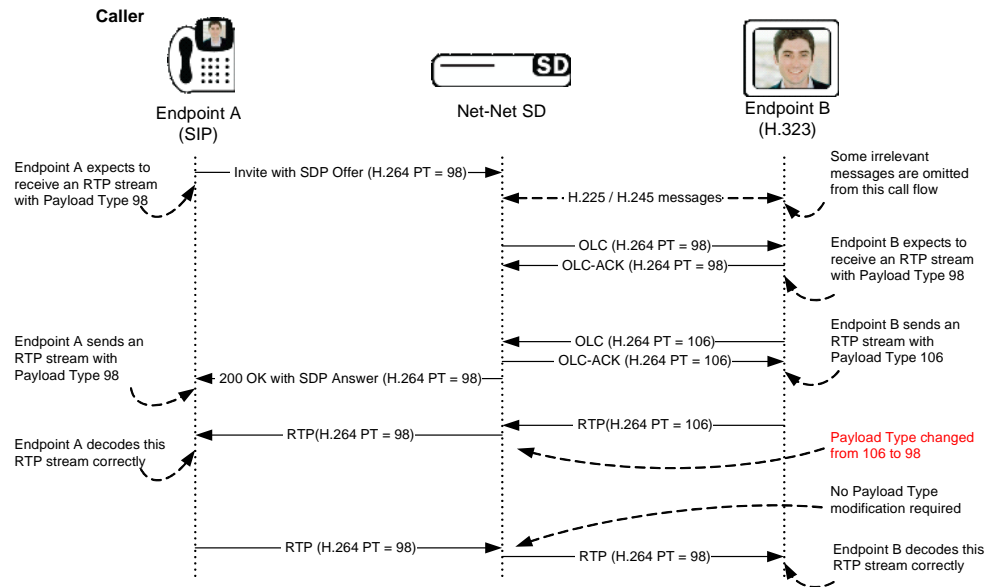 Caller
SD
Endpoint A
(SIP)
Net-Net SD
Endpoint B
(H.323)
Endpoint A expects to
receive an RTP stream
with Payload Type 98
Invite with SDP Offer (H.264 PT = 98)
Some irrelevant
messages are omitted
from this call flow
H.225 / H.245 messages
OLC (H.264 PT = 98)
OLC-ACK (H.264 PT = 98)
Endpoint B expects to
receive an RTP stream
with Payload Type 98
Endpoint A sends an
RTP stream with
Payload Type 98
OLC (H.264 PT = 106)
OLC-ACK (H.264 PT = 106)
Endpoint B sends an
RTP stream with
Payload Type 106
200 OK with SDP Answer (H.264 PT = 98)
RTP(H.264 PT = 106)
RTP(H.264 PT = 98)
Endpoint A decodes this
RTP stream correctly
Payload Type changed
from 106 to 98
No Payload Type
modification required
RTP (H.264 PT = 98)
RTP (H.264 PT = 98)
Endpoint B decodes this
RTP stream correctly